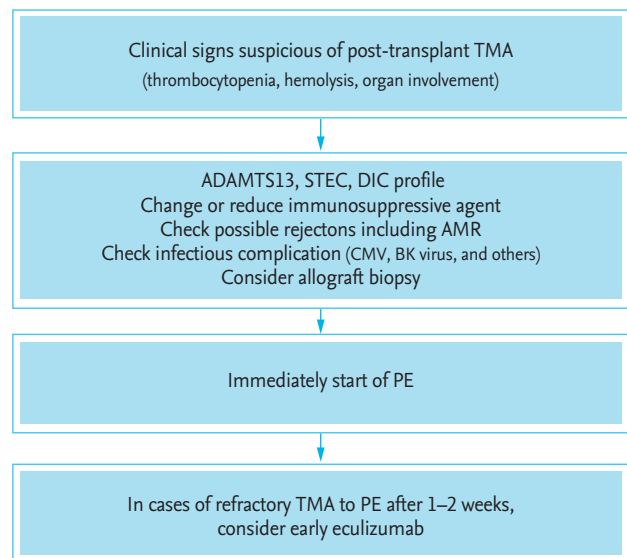 Clinical signs suspicious of post-transplant TMA
(thrombocytopenia, hemolysis, organ involvement)
ADAMTS13, STEC, DIC profile
Change or reduce immunosuppressive agent
Check possible rejectons including AMR
Check infectious complication (CMV, BK virus, and others)
Consider allograft biopsy
Immediately start of PE
In cases of refractory TMA to PE after 1–2 weeks,
consider early eculizumab